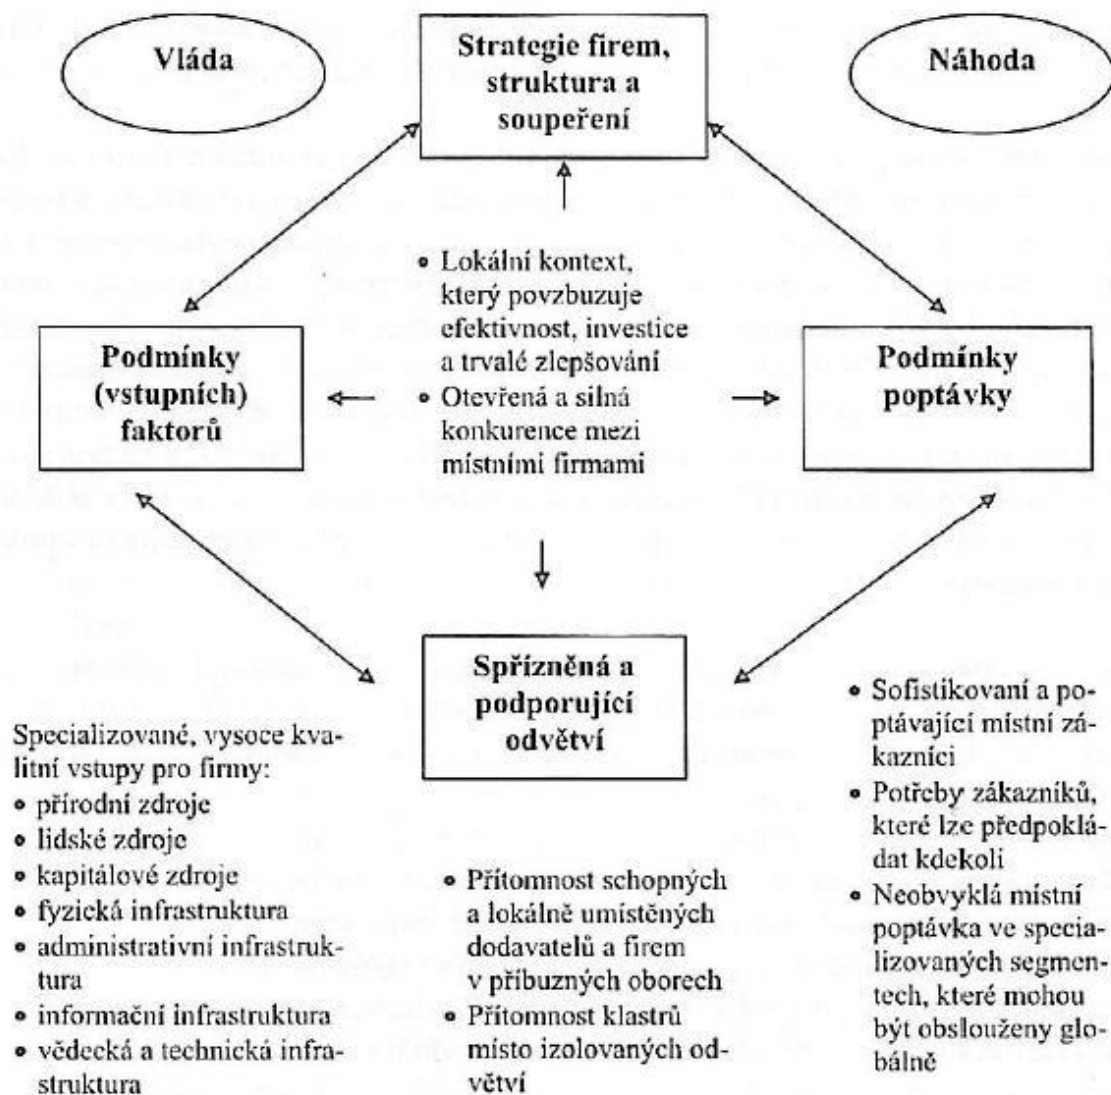 Vláda
Strategie firem,
struktura a
soupeření
Náhoda
Lokální kontext,
který povzbuzuje
efektivnost, investice
a trvalé zlepšování
Otevřená a silná
konkurence mezi
místními firmami
Podmínky
(vstupních)
faktorů
Podmínky
poptávky
Spřízněná a
podporující
odvětví
Specializované, vysoce kva-
litní vstupy pro firmy:
přírodní zdroje
lidské zdroje
kapitálové zdroje
fyzická infrastruktura
administrativní infrastruk-
tura
informační infrastruktura
vědecká a technická infra-
struktura
Přítomnost schopných
a lokálně umístěných
dodavatelů a firem
v příbuzných oborech
Přítomnost klastrů
místo izolovaných od-
větví
Sofistikovaní a po-
ptávající místní zá-
kazníci
Potřeby zákazníků,
které lze předpoklá-
dat kdekoli
Neobvyklá místní
poptávka ve specia-
lizovaných segmen-
tech, které mohou
být obslouženy glo-
bálně